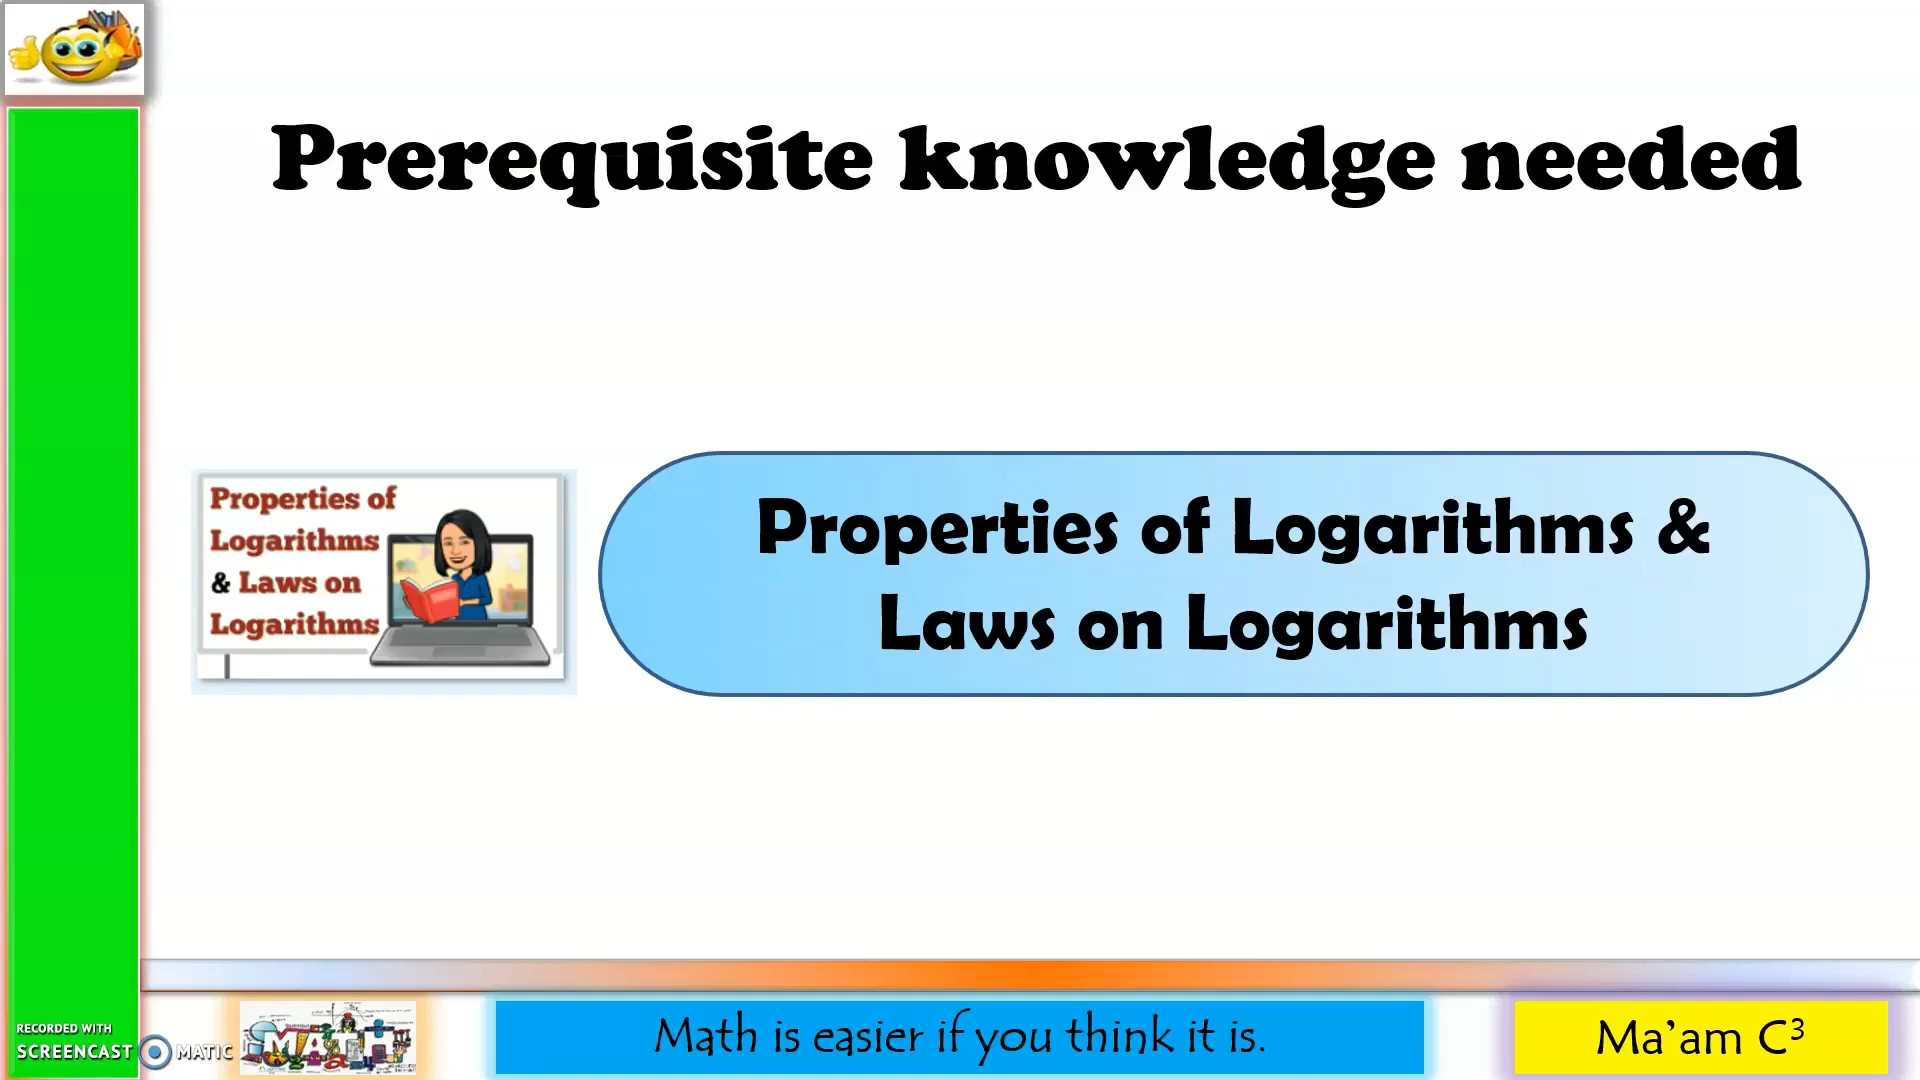 Prerequisite knowledge needed
Properties of
Logarithms
& Laws on
Logarithms
Properties of Logarithms &
Laws on Logarithms
RECORDED WITH
SCREENCAST MATIC
MATH
Math is easier if you think it is.
Ma'am C³